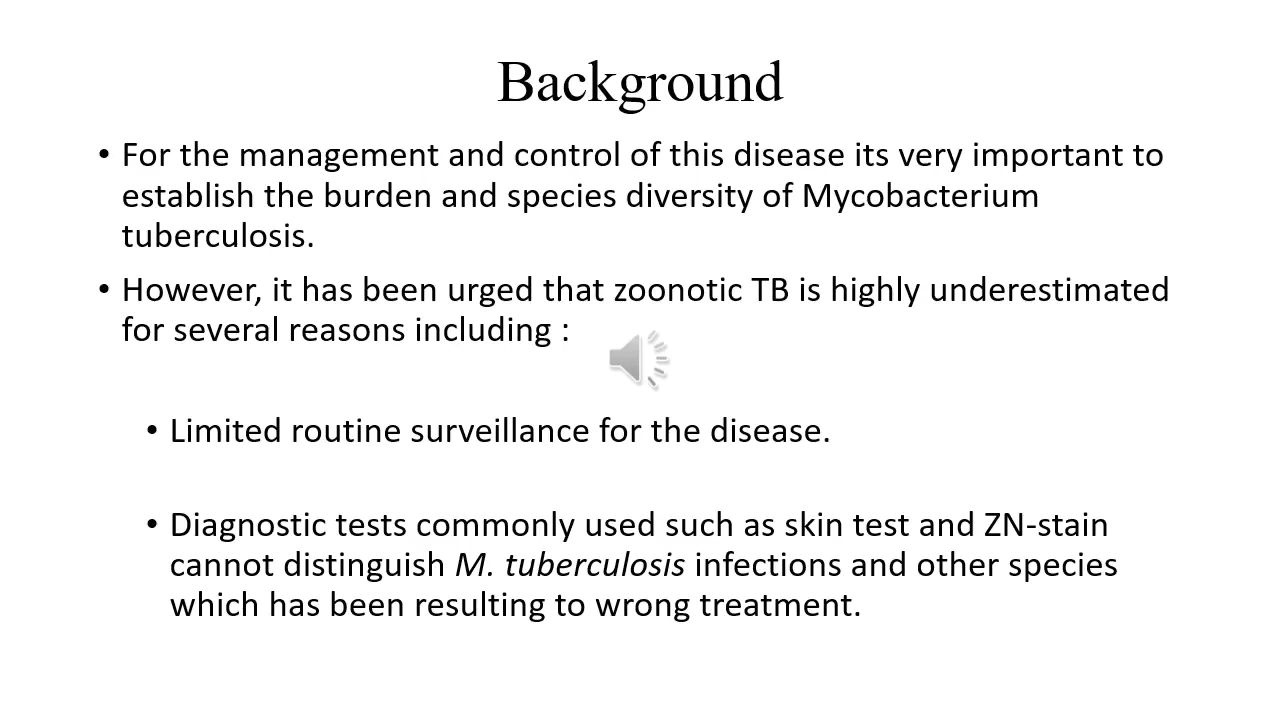 Background
• For the management and control of this disease its very important to
establish the burden and species diversity of Mycobacterium
tuberculosis.
• However, it has been urged that zoonotic TB is highly underestimated
for several reasons including :
• Limited routine surveillance for the disease.
• Diagnostic tests commonly used such as skin test and ZN-stain
cannot distinguish M. tuberculosis infections and other species
which has been resulting to wrong treatment.